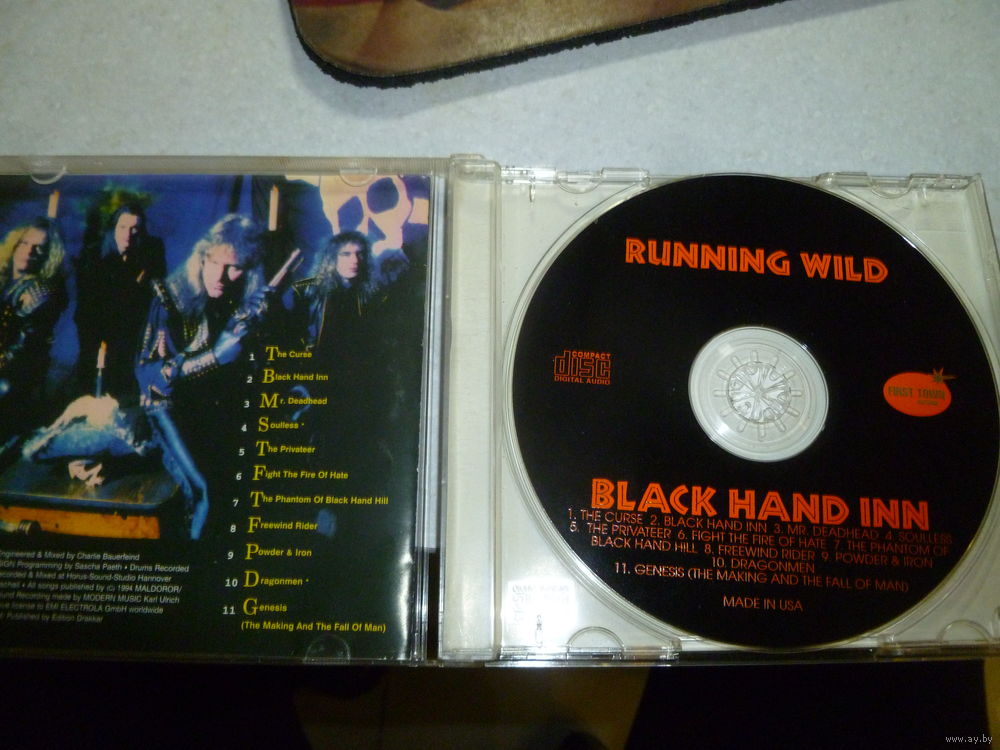 1 The Curse
2 Black Hand Inn
3 Mr. Deadhead
4 Soulless *
5 The Privateer
6 Fight The Fire Of Hate
7 The Phantom Of Black Hand Hill
8 Freewind Rider
9 Powder & Iron
10 Dragonmen *
11 Genesis
(The Making And The Fall Of Man)
Engineered & Mixed by Charlie Bauerfeind
Programming by Sascha Paeth • Drums Recorded
Recorded & Mixed at Horus-Sound-Studio Hannover
• All songs published by (c) 1994 MALDOROR/
Recording made by MODERN MUSIC Karl Ulrich
license to EMI ELECTROLA GmbH worldwide
Published by Edition Drakkar
RUNNING WILD
COMPACT
disc
DIGITAL AUDIO
FIRST TOWN
BLACK HAND INN
1. THE CURSE 2. BLACK HAND INN 3. MR. DEADHEAD 4. SOULLESS
5. THE PRIVATEER 6. FIGHT THE FIRE OF HATE 7. THE PHANTOM OF
BLACK HAND HILL 8. FREEWIND RIDER 9. POWDER & IRON
10. DRAGONMEN
11. GENESIS (THE MAKING AND THE FALL OF MAN)
MADE IN USA
www.ay.by